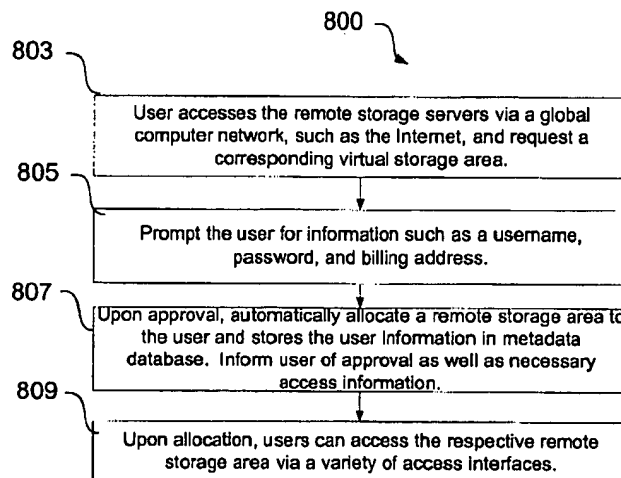 800
803
User accesses the remote storage servers via a global
computer network, such as the Internet, and request a
corresponding virtual storage area.
805
Prompt the user for information such as a username,
password, and billing address.
807
Upon approval, automatically allocate a remote storage area to
the user and stores the user Information in metadata
database. Inform user of approval as well as necessary
access information.
809
Upon allocation, users can access the respective remote
storage area via a variety of access interfaces.